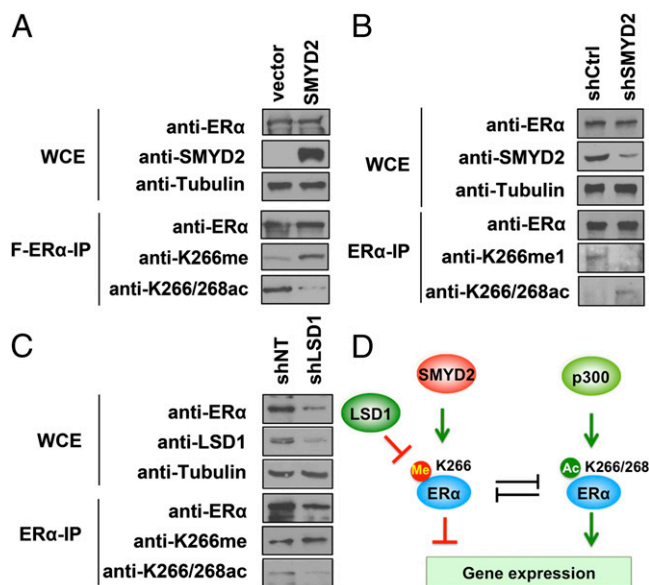 A
vector
SMYD2
WCE
anti-ERα
anti-SMYD2
anti-Tubulin
F-ERα-IP
anti-ERα
anti-K266me
anti-K266/268ac
B
shCtrl
shSMYD2
WCE
anti-ERα
anti-SMYD2
anti-Tubulin
ERα-IP
anti-ERα
anti-K266me1
anti-K266/268ac
C
shNT
shLSD1
WCE
anti-ERα
anti-LSD1
anti-Tubulin
ERα-IP
anti-ERα
anti-K266me
anti-K266/268ac
D
SMYD2
p300
LSD1
Me K266
ERα
Ac K266/268
ERα
Gene expression